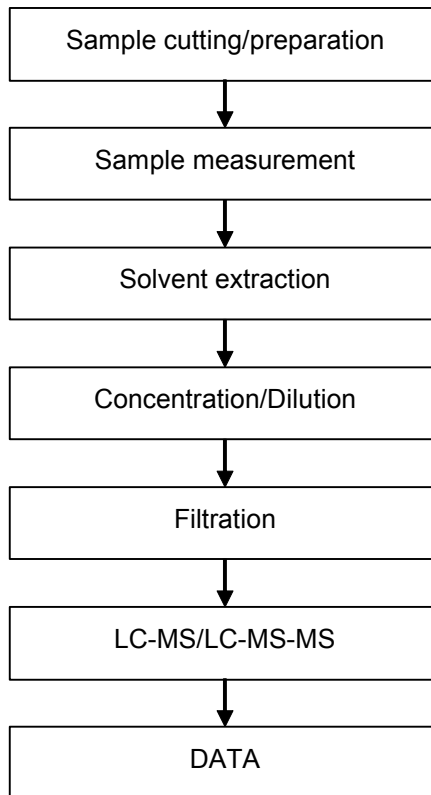 Sample cutting/preparation
Sample measurement
Solvent extraction
Concentration/Dilution
Filtration
LC-MS/LC-MS-MS
DATA